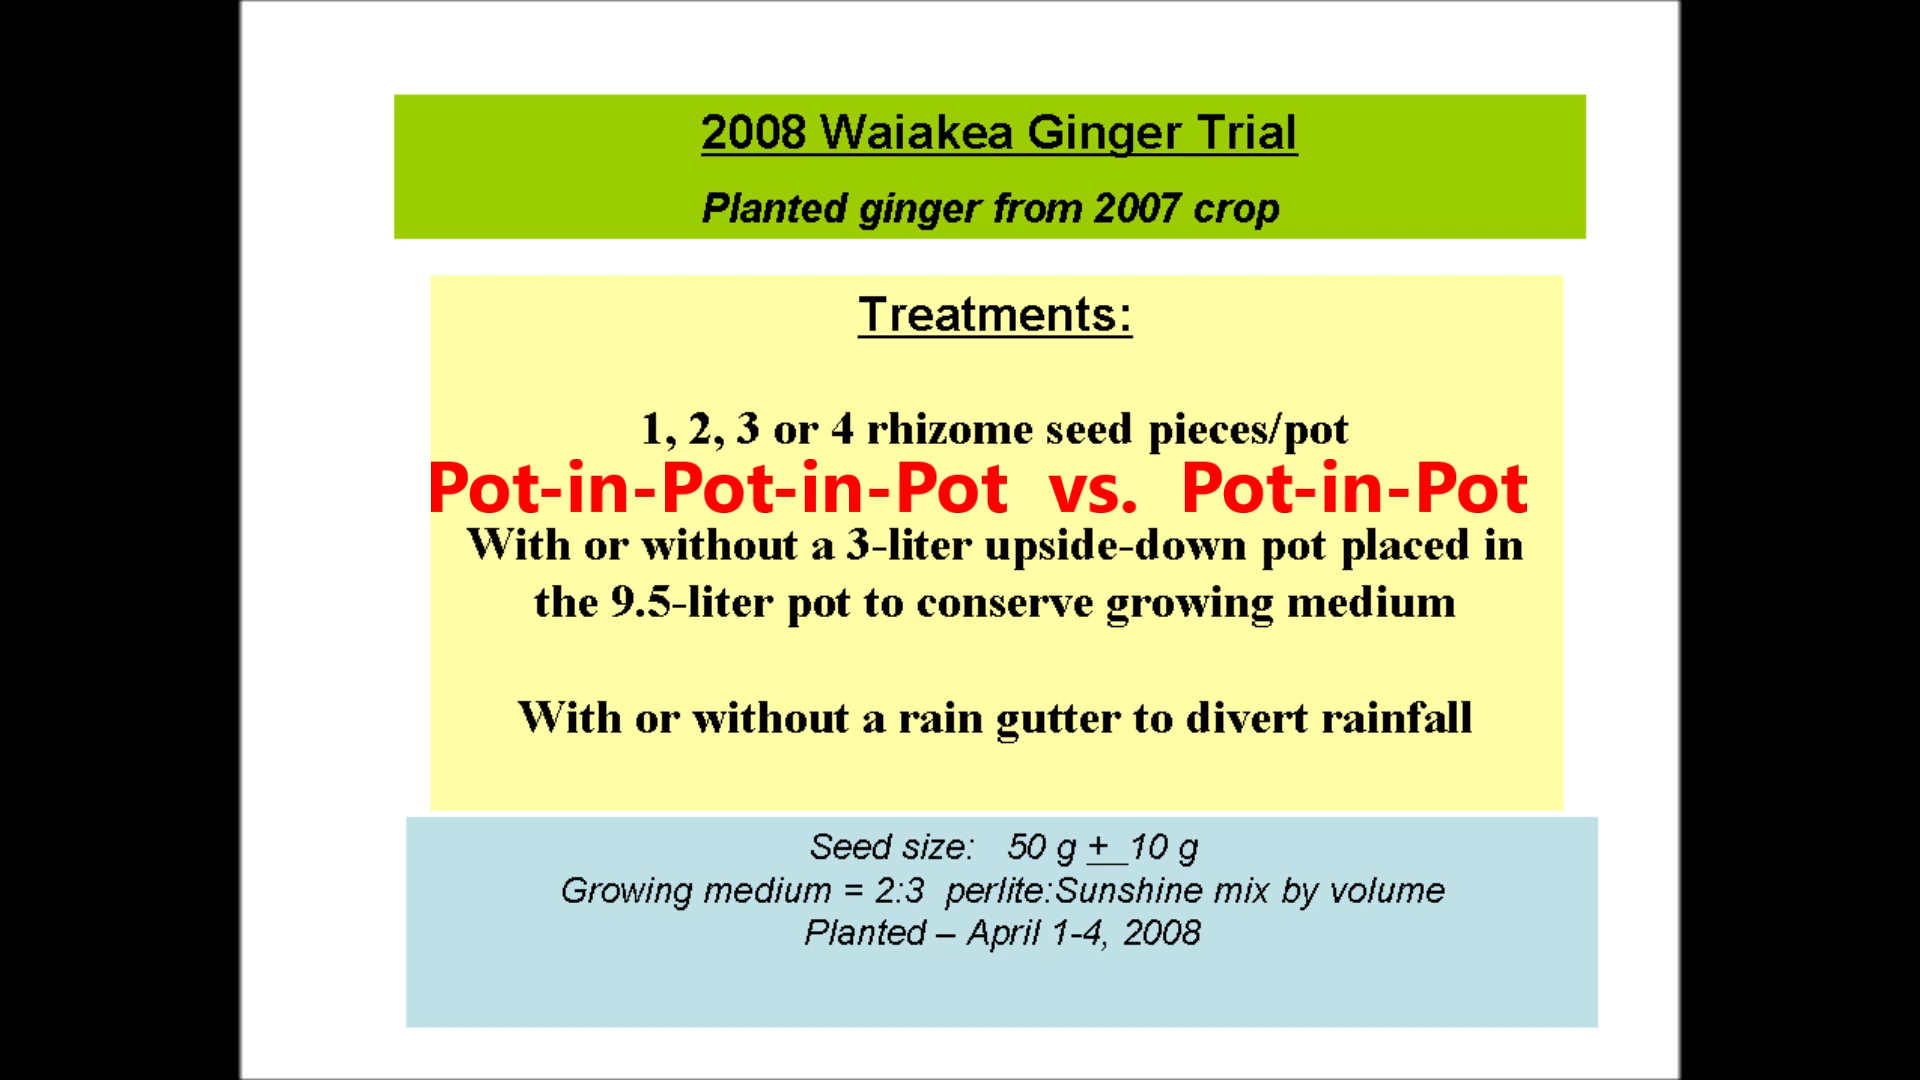 2008 Waiakea Ginger Trial
Planted ginger from 2007 crop
Treatments:
1, 2, 3 or 4 rhizome seed pieces/pot
Pot-in-Pot-in-Pot vs. Pot-in-Pot
With or without a 3-liter upside-down pot placed in
the 9.5-liter pot to conserve growing medium
With or without a rain gutter to divert rainfall
Seed size: 50 g + 10 g
Growing medium = 2:3 perlite:Sunshine mix by volume
Planted – April 1-4, 2008